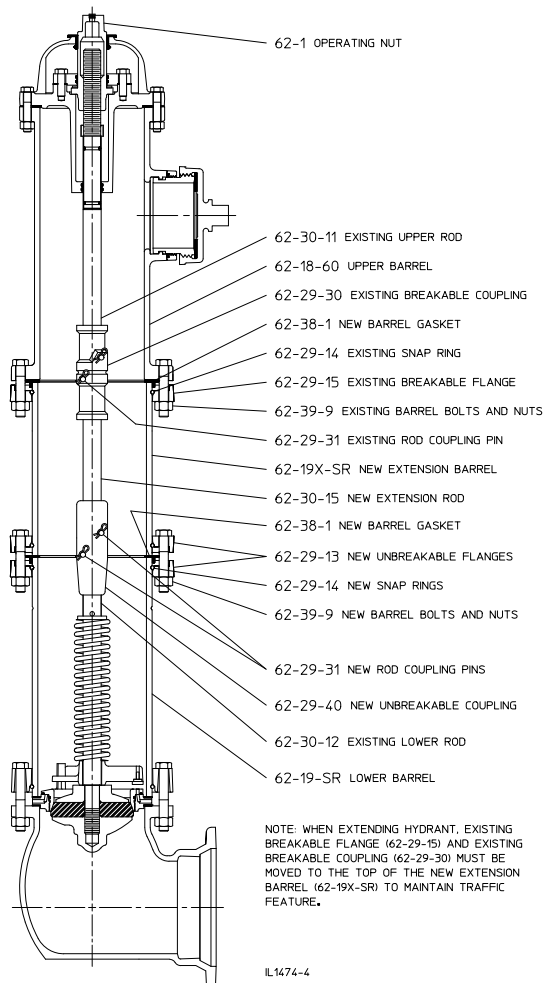 62-1 OPERATING NUT
62-30-11 EXISTING UPPER ROD
62-18-60 UPPER BARREL
62-29-30 EXISTING BREAKABLE COUPLING
62-38-1 NEW BARREL GASKET
62-29-14 EXISTING SNAP RING
62-29-15 EXISTING BREAKABLE FLANGE
62-39-9 EXISTING BARREL BOLTS AND NUTS
62-29-31 EXISTING ROD COUPLING PIN
62-19X-SR NEW EXTENSION BARREL
62-30-15 NEW EXTENSION ROD
62-38-1 NEW BARREL GASKET
62-29-13 NEW UNBREAKABLE FLANGES
62-29-14 NEW SNAP RINGS
62-39-9 NEW BARREL BOLTS AND NUTS
62-29-31 NEW ROD COUPLING PINS
62-29-40 NEW UNBREAKABLE COUPLING
62-30-12 EXISTING LOWER ROD
62-19-SR LOWER BARREL
NOTE: WHEN EXTENDING HYDRANT, EXISTING
BREAKABLE FLANGE (62-29-15) AND EXISTING
BREAKABLE COUPLING (62-29-30) MUST BE
MOVED TO THE TOP OF THE NEW EXTENSION
BARREL (62-19X-SR) TO MAINTAIN TRAFFIC
FEATURE.
IL1474-4